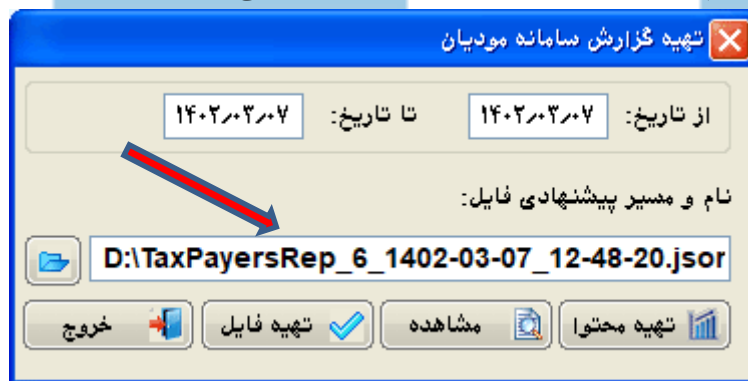 تهیه گزارش سامانه مودیان
از تاریخ: ۱۴۰۲/۰۳/۰۷ تا تاریخ: ۱۴۰۲/۰۳/۰۷
نام و مسیر پیشنهادی فایل:
D:\TaxPayersRep_6_1402-03-07_12-48-20.jsor
تهیه محتوا مشاهده تهیه فایل خروج